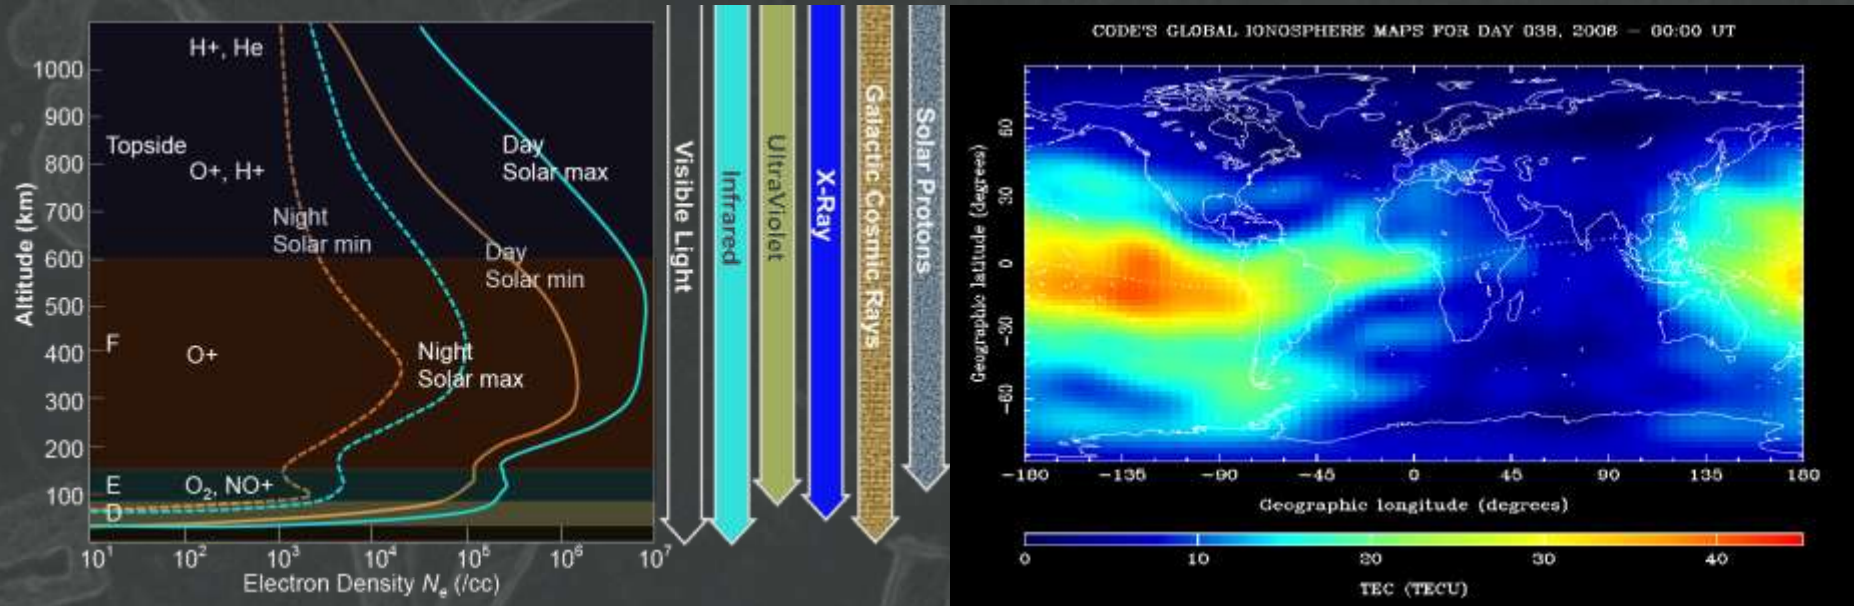 H+, He
1000
900
Topside
800
O+, H+
Day
Solar max
700
Night
Solar min
600
Day
Solar min
500
F
400
O+
Night
Solar max
300
200
E
O2, NO+
100
D
Altitude (km)
10^1
10^2
10^3
10^4
10^5
10^6
10^7
Electron Density Ne (/cc)
Visible Light
Infrared
UltraViolet
X-Ray
Galactic Cosmic Rays
Solar Protons
CODE'S GLOBAL IONOSPHERE MAPS FOR DAY 038, 2006 – 00:00 UT
Geographic latitude (degrees)
60
30
0
-30
-60
-180
-135
-90
-45
0
45
90
135
180
Geographic longitude (degrees)
0
10
20
30
40
TEC (TECU)